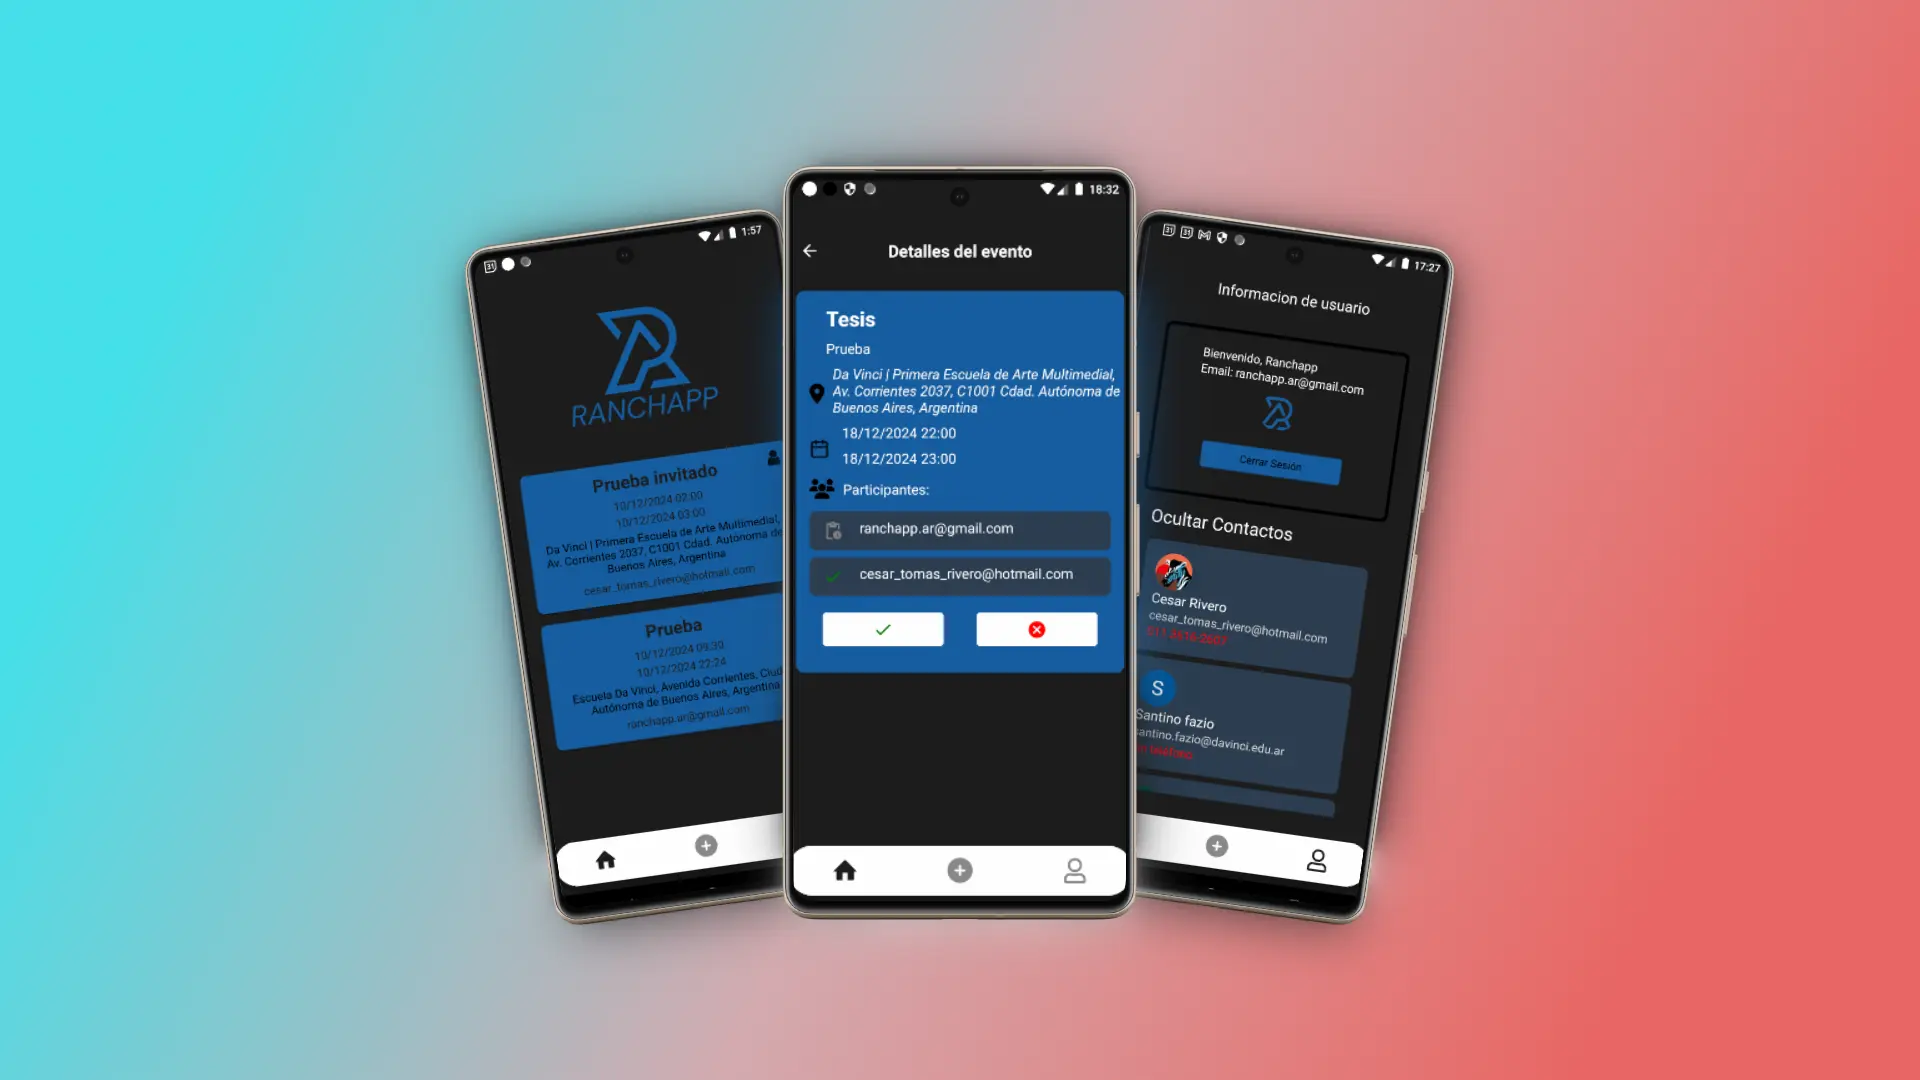 1:57
RANCHAPP
Prueba invitado
10/12/2024 02:00
10/12/2024 03:00
Da Vinci | Primera Escuela de Arte Multimedial,
Av. Corrientes 2037, C1001 Cdad. Autónoma de
Buenos Aires, Argentina
cesar_tomas_rivero@hotmail.com
Prueba
10/12/2024 09:30
10/12/2024 22:24
Escuela Da Vinci, Avenida Corrientes,
Autónoma de Buenos Aires, Argentina
ranchapp.ar@gmail.com
18:32
Detalles del evento
Tesis
Prueba
Da Vinci | Primera Escuela de Arte Multimedial,
Av. Corrientes 2037, C1001 Cdad. Autónoma de
Buenos Aires, Argentina
18/12/2024 22:00
18/12/2024 23:00
Participantes:
ranchapp.ar@gmail.com
cesar_tomas_rivero@hotmail.com
31 31 17:27
Informacion de usuario
Bienvenido, Ranchapp
Email: ranchapp.ar@gmail.com
Cerrar Sesión
Ocultar Contactos
Cesar Rivero
cesar_tomas_rivero@hotmail.com
S
Santino fazio
santino.fazio@davinci.edu.ar